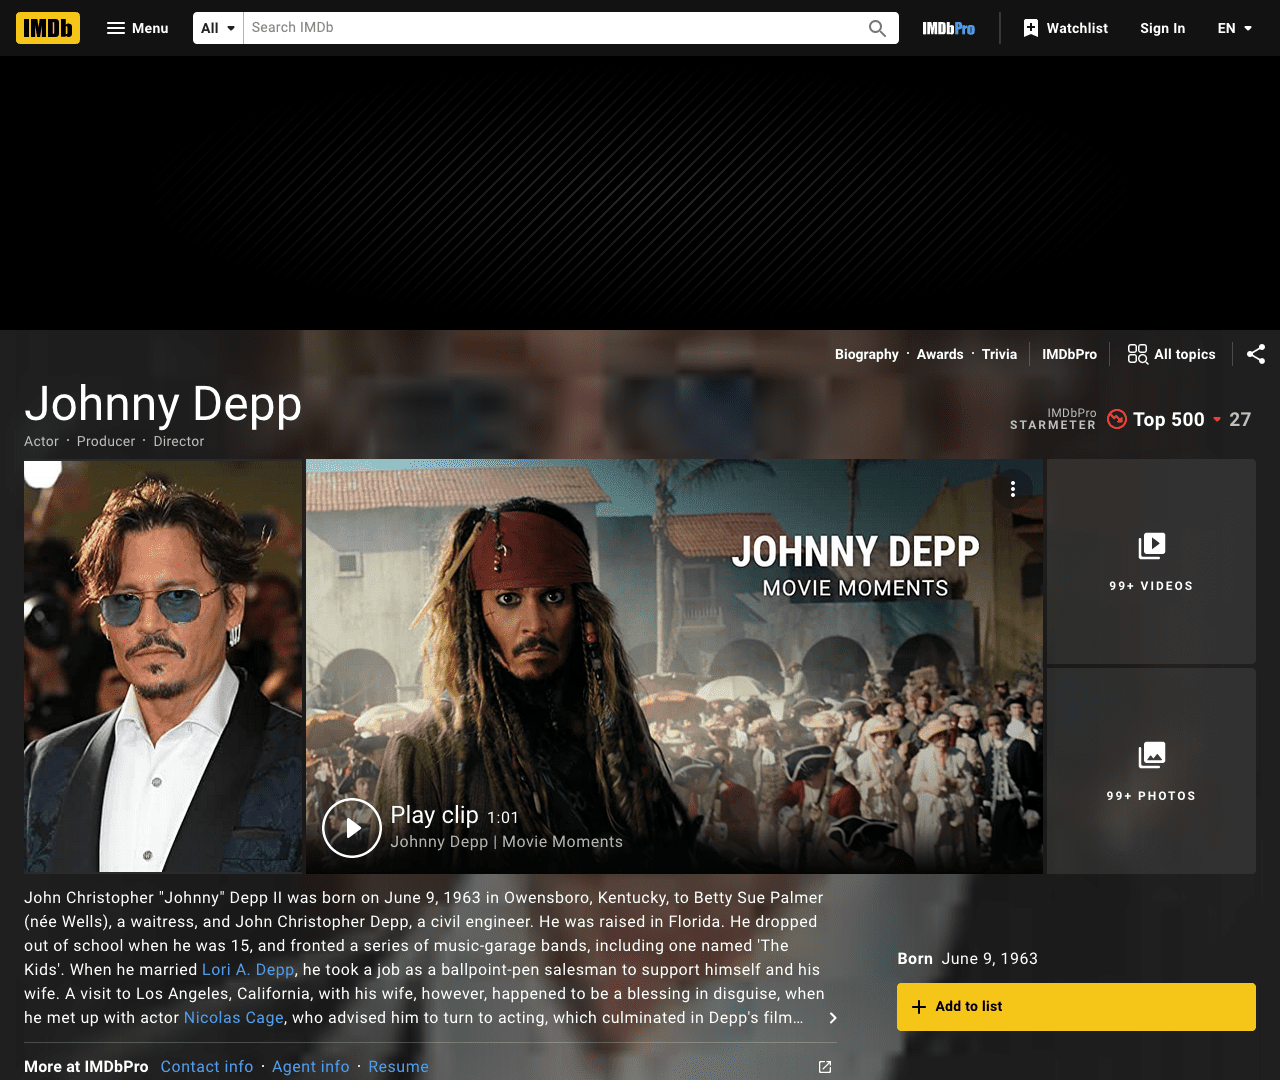 IMDb Menu All Search IMDb IMDbPro Watchlist Sign In EN
Biography · Awards · Trivia IMDbPro All topics
Johnny Depp
Actor · Producer · Director
IMDbPro
STARMETER
Top 500 27
JOHNNY DEPP
MOVIE MOMENTS
Play clip 1:01
Johnny Depp | Movie Moments
99+ VIDEOS
99+ PHOTOS
John Christopher "Johnny" Depp II was born on June 9, 1963 in Owensboro, Kentucky, to Betty Sue Palmer
(née Wells), a waitress, and John Christopher Depp, a civil engineer. He was raised in Florida. He dropped
out of school when he was 15, and fronted a series of music-garage bands, including one named 'The
Kids'. When he married Lori A. Depp, he took a job as a ballpoint-pen salesman to support himself and his
wife. A visit to Los Angeles, California, with his wife, however, happened to be a blessing in disguise, when
he met up with actor Nicolas Cage, who advised him to turn to acting, which culminated in Depp's film...
Born June 9, 1963
Add to list
More at IMDbPro Contact info · Agent info · Resume